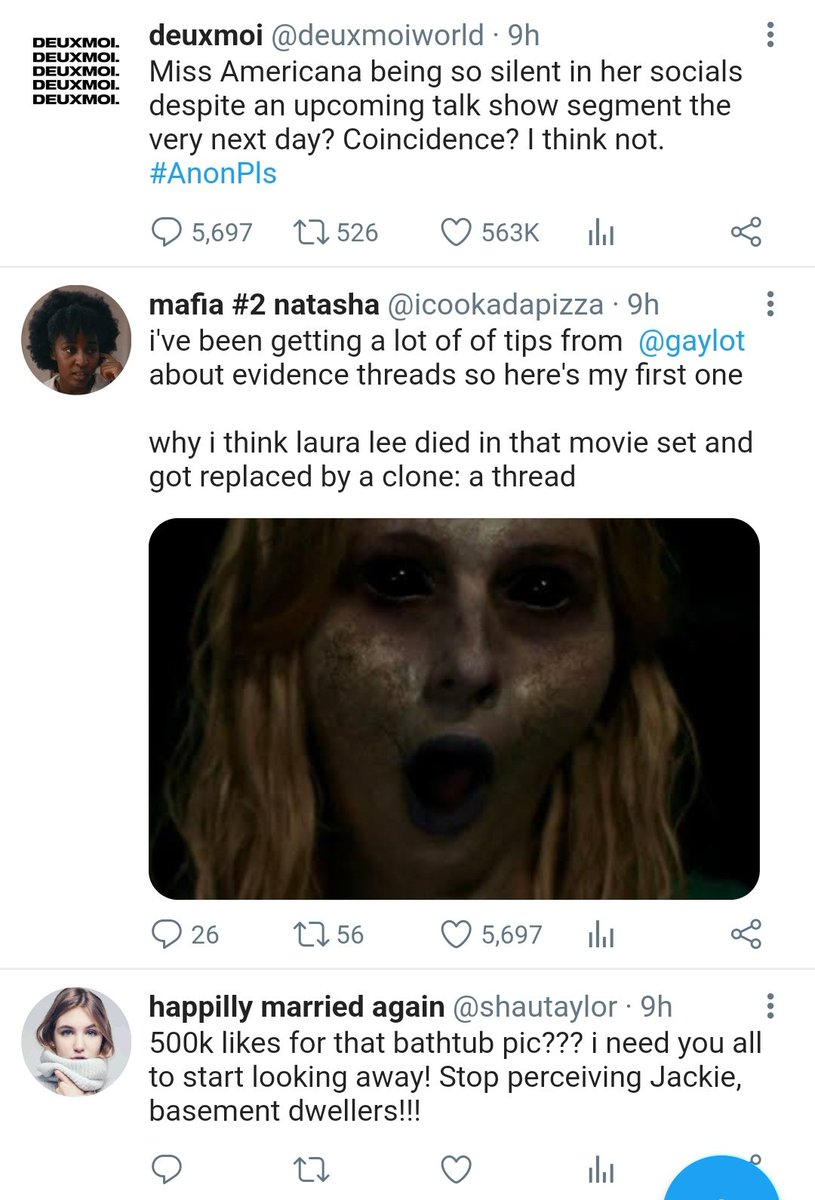 DEUXMOI.
DEUXMOI.
DEUXMOI.
DEUXMOI.
DEUXMOI.
deuxmoi @deuxmoiworld · 9h
Miss Americana being so silent in her socials
despite an upcoming talk show segment the
very next day? Coincidence? I think not.
#AnonPls
5,697 526 563K
mafia #2 natasha @icookadapizza · 9h
i've been getting a lot of of tips from @gaylot
about evidence threads so here's my first one
why i think laura lee died in that movie set and
got replaced by a clone: a thread
26 56 5,697
happilly married again @shautaylor · 9h
500k likes for that bathtub pic??? i need you all
to start looking away! Stop perceiving Jackie,
basement dwellers!!!